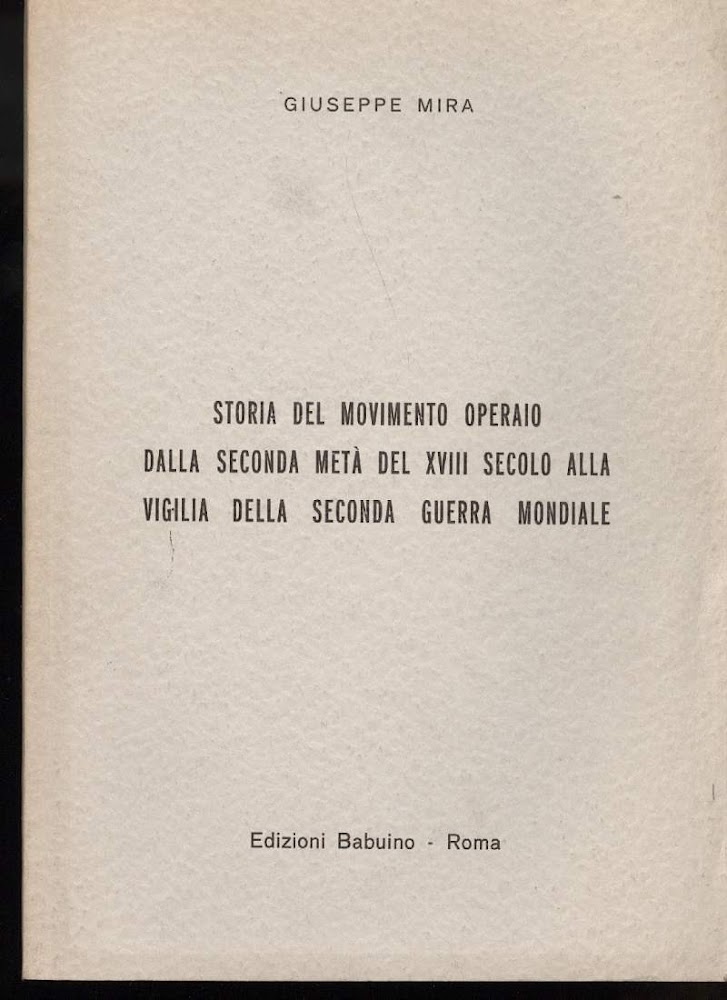 GIUSEPPE MIRA
STORIA DEL MOVIMENTO OPERAIO
DALLA SECONDA METÀ DEL XVIII SECOLO ALLA
VIGILIA DELLA SECONDA GUERRA MONDIALE
Edizioni Babuino - Roma